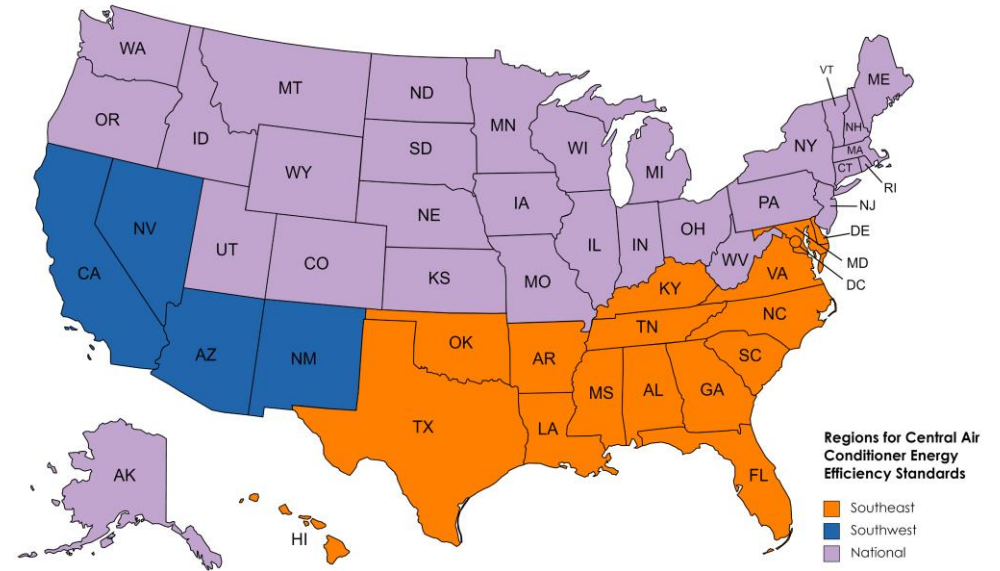 WA
MT
ND
MN
VT
ME
OR
ID
SD
WI
MI
NY
NH
MA
CT
RI
WY
NE
IA
PA
NJ
NV
UT
CO
KS
MO
IL
IN
OH
WV
DE
MD
DC
CA
KY
VA
AZ
NM
OK
AR
TN
NC
SC
MS
AL
GA
TX
LA
FL
AK
HI
Regions for Central Air
Conditioner Energy
Efficiency Standards
Southeast
Southwest
National